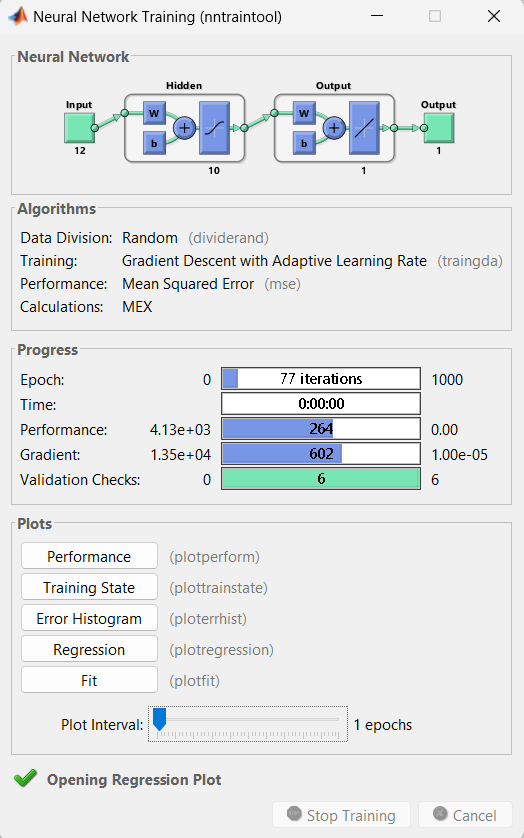 Neural Network Training (nntraintool)
Neural Network
Hidden Output
Input Output
W W
b b
12 10 1 1
Algorithms
Data Division: Random (dividerand)
Training: Gradient Descent with Adaptive Learning Rate (traingda)
Performance: Mean Squared Error (mse)
Calculations: MEX
Progress
Epoch: 0 77 iterations 1000
Time: 0:00:00
Performance: 4.13e+03 264 0.00
Gradient: 1.35e+04 602 1.00e-05
Validation Checks: 0 6 6
Plots
Performance (plotperform)
Training State (plottrainstate)
Error Histogram (ploterrhist)
Regression (plotregression)
Fit (plotfit)
Plot Interval: 1 epochs
Opening Regression Plot
Stop Training Cancel